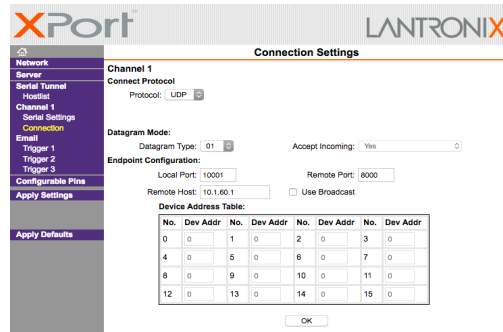 XPort
LANTRONIX
Connection Settings
Network
Server
Serial Tunnel
Hostlist
Channel 1
Serial Settings
Connection
Email
Trigger 1
Trigger 2
Trigger 3
Configurable Pins
Apply Settings
Apply Defaults
Channel 1
Connect Protocol
Protocol: UDP
Datagram Mode:
Datagram Type: 01 Accept Incoming: Yes
Endpoint Configuration:
Local Port: 10001 Remote Port: 8000
Remote Host: 10.1.60.1 Use Broadcast
Device Address Table:
No. Dev Addr No. Dev Addr No. Dev Addr No. Dev Addr
0 0 1 0 2 0 3 0
4 0 5 0 6 0 7 0
8 0 9 0 10 0 11 0
12 0 13 0 14 0 15 0
OK